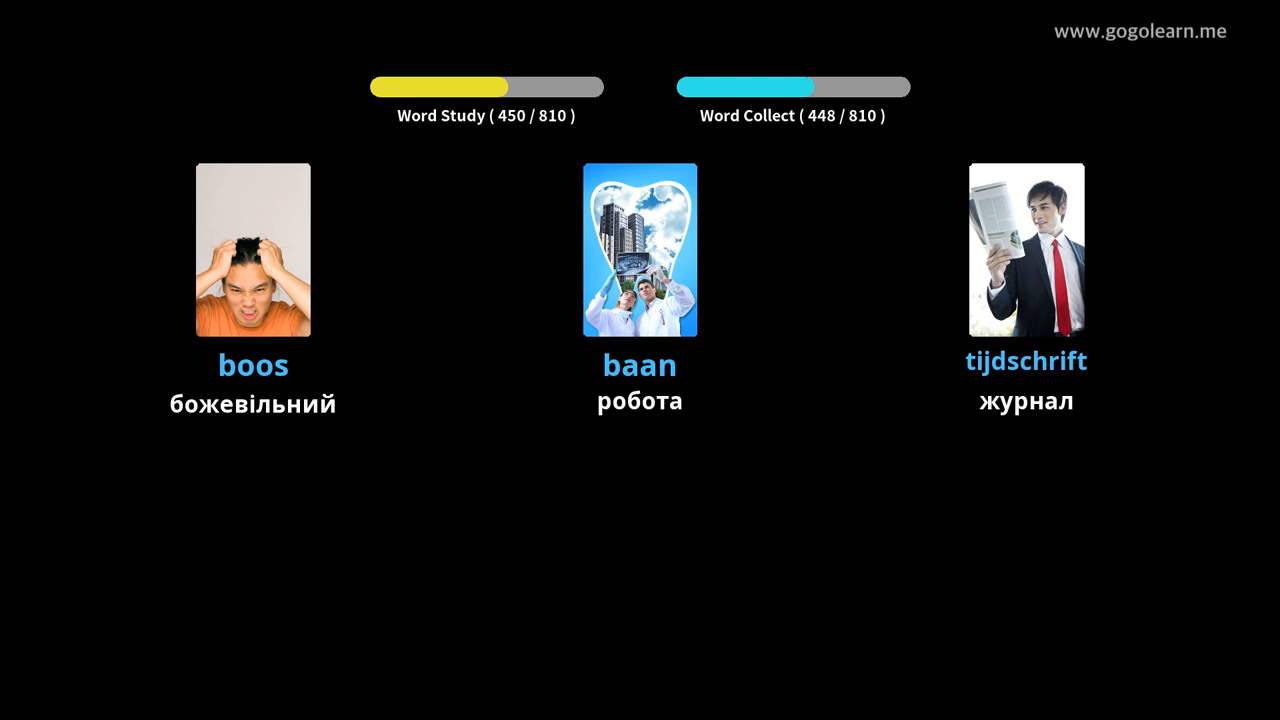 www.gogolearn.me
Word Study ( 450 / 810 )
Word Collect ( 448 / 810 )
boos
baan
tijdschrift
божевільний
робота
журнал